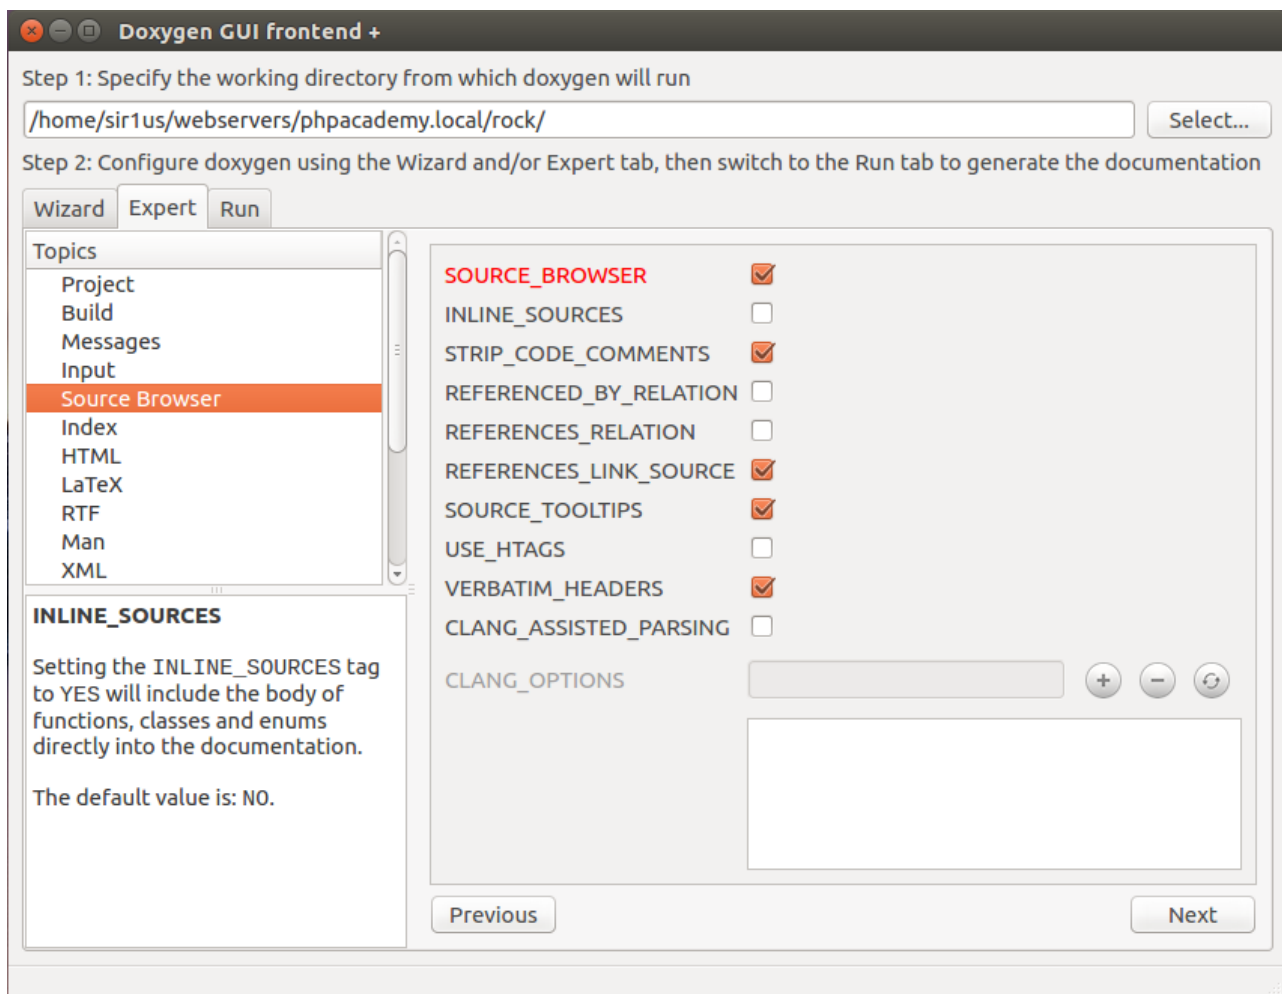 Doxygen GUI frontend +
Step 1: Specify the working directory from which doxygen will run
/home/sir1us/webservers/phpacademy.local/rock/
Select...
Step 2: Configure doxygen using the Wizard and/or Expert tab, then switch to the Run tab to generate the documentation
Wizard
Expert
Run
Topics
Project
Build
Messages
Input
Source Browser
Index
HTML
LaTeX
RTF
Man
XML
INLINE_SOURCES
Setting the INLINE_SOURCES tag
to YES will include the body of
functions, classes and enums
directly into the documentation.
The default value is: NO.
SOURCE_BROWSER
INLINE_SOURCES
STRIP_CODE_COMMENTS
REFERENCED_BY_RELATION
REFERENCES_RELATION
REFERENCES_LINK_SOURCE
SOURCE_TOOLTIPS
USE_HTAGS
VERBATIM_HEADERS
CLANG_ASSISTED_PARSING
CLANG_OPTIONS
Previous
Next